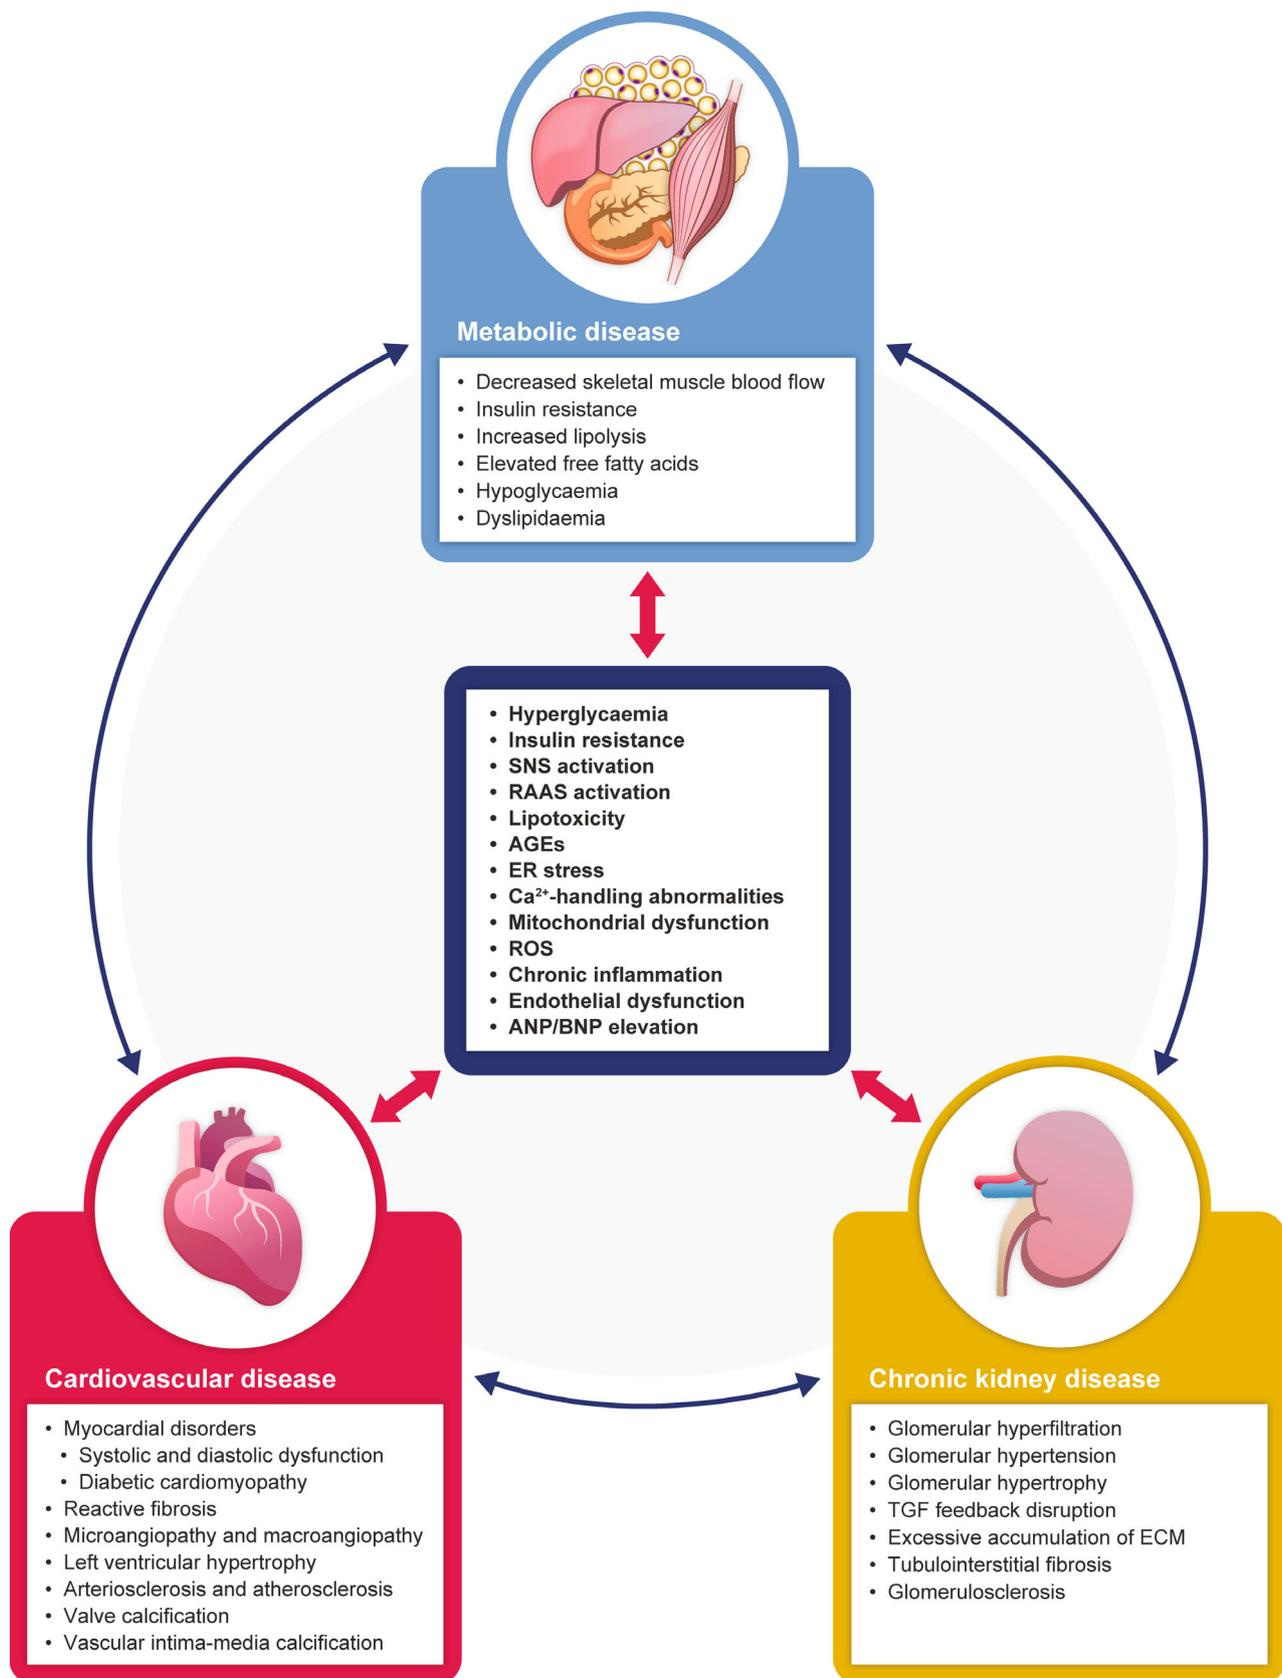 Metabolic disease
• Decreased skeletal muscle blood flow
• Insulin resistance
• Increased lipolysis
• Elevated free fatty acids
• Hypoglycaemia
• Dyslipidaemia
• Hyperglycaemia
• Insulin resistance
• SNS activation
• RAAS activation
• Lipotoxicity
• AGEs
• ER stress
• Ca²⁺-handling abnormalities
• Mitochondrial dysfunction
• ROS
• Chronic inflammation
• Endothelial dysfunction
• ANP/BNP elevation
Cardiovascular disease
• Myocardial disorders
• Systolic and diastolic dysfunction
• Diabetic cardiomyopathy
• Reactive fibrosis
• Microangiopathy and macroangiopathy
• Left ventricular hypertrophy
• Arteriosclerosis and atherosclerosis
• Valve calcification
• Vascular intima-media calcification
Chronic kidney disease
• Glomerular hyperfiltration
• Glomerular hypertension
• Glomerular hypertrophy
• TGF feedback disruption
• Excessive accumulation of ECM
• Tubulointerstitial fibrosis
• Glomerulosclerosis